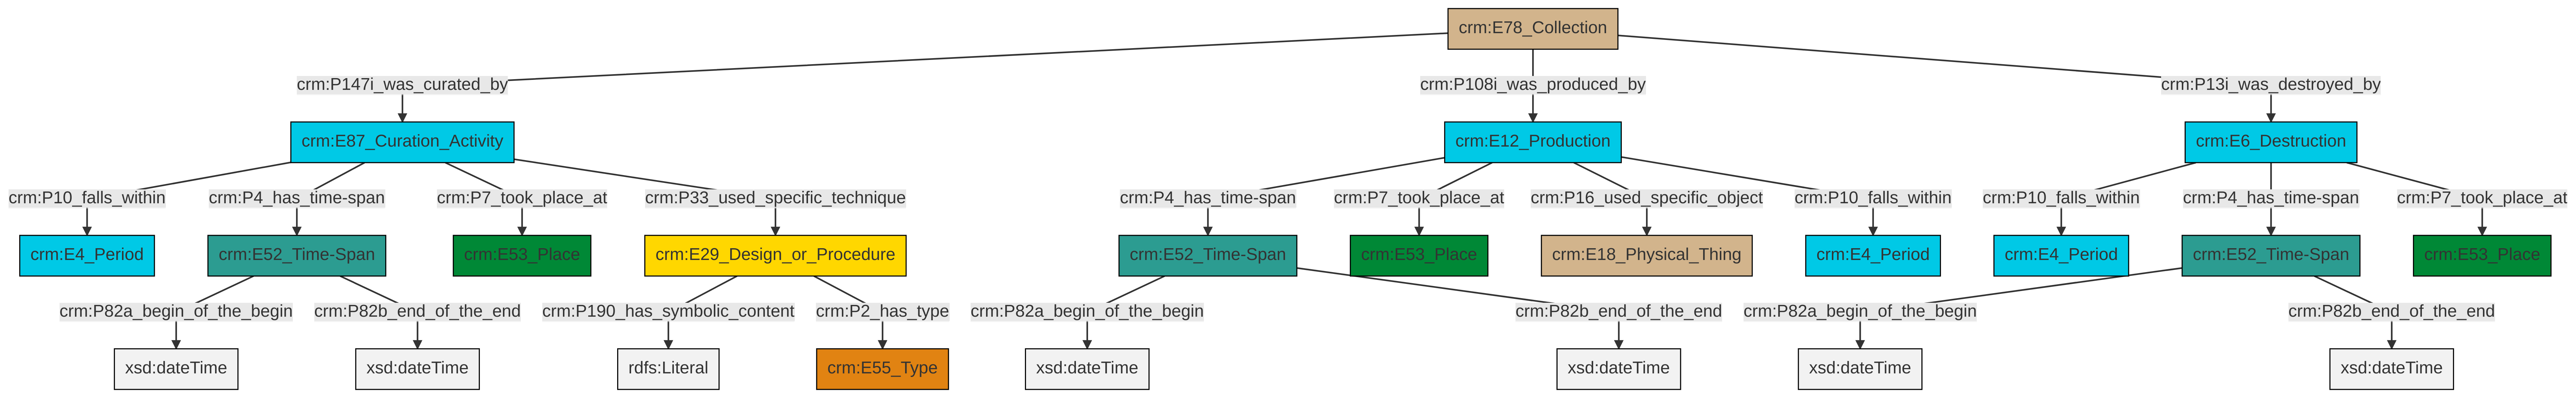 crm:E78_Collection
crm:P147i_was_curated_by
crm:P108i_was_produced_by
crm:P13i_was_destroyed_by
crm:E87_Curation_Activity
crm:E12_Production
crm:E6_Destruction
crm:P10_falls_within
crm:P4_has_time-span
crm:P7_took_place_at
crm:P33_used_specific_technique
crm:P4_has_time-span
crm:P7_took_place_at
crm:P16_used_specific_object
crm:P10_falls_within
crm:P10_falls_within
crm:P4_has_time-span
crm:P7_took_place_at
crm:E4_Period
crm:E52_Time-Span
crm:E53_Place
crm:E29_Design_or_Procedure
crm:E52_Time-Span
crm:E53_Place
crm:E18_Physical_Thing
crm:E4_Period
crm:E4_Period
crm:E52_Time-Span
crm:E53_Place
crm:P82a_begin_of_the_begin
crm:P82b_end_of_the_end
crm:P190_has_symbolic_content
crm:P2_has_type
crm:P82a_begin_of_the_begin
crm:P82b_end_of_the_end
crm:P82a_begin_of_the_begin
crm:P82b_end_of_the_end
xsd:dateTime
xsd:dateTime
rdfs:Literal
crm:E55_Type
xsd:dateTime
xsd:dateTime
xsd:dateTime
xsd:dateTime